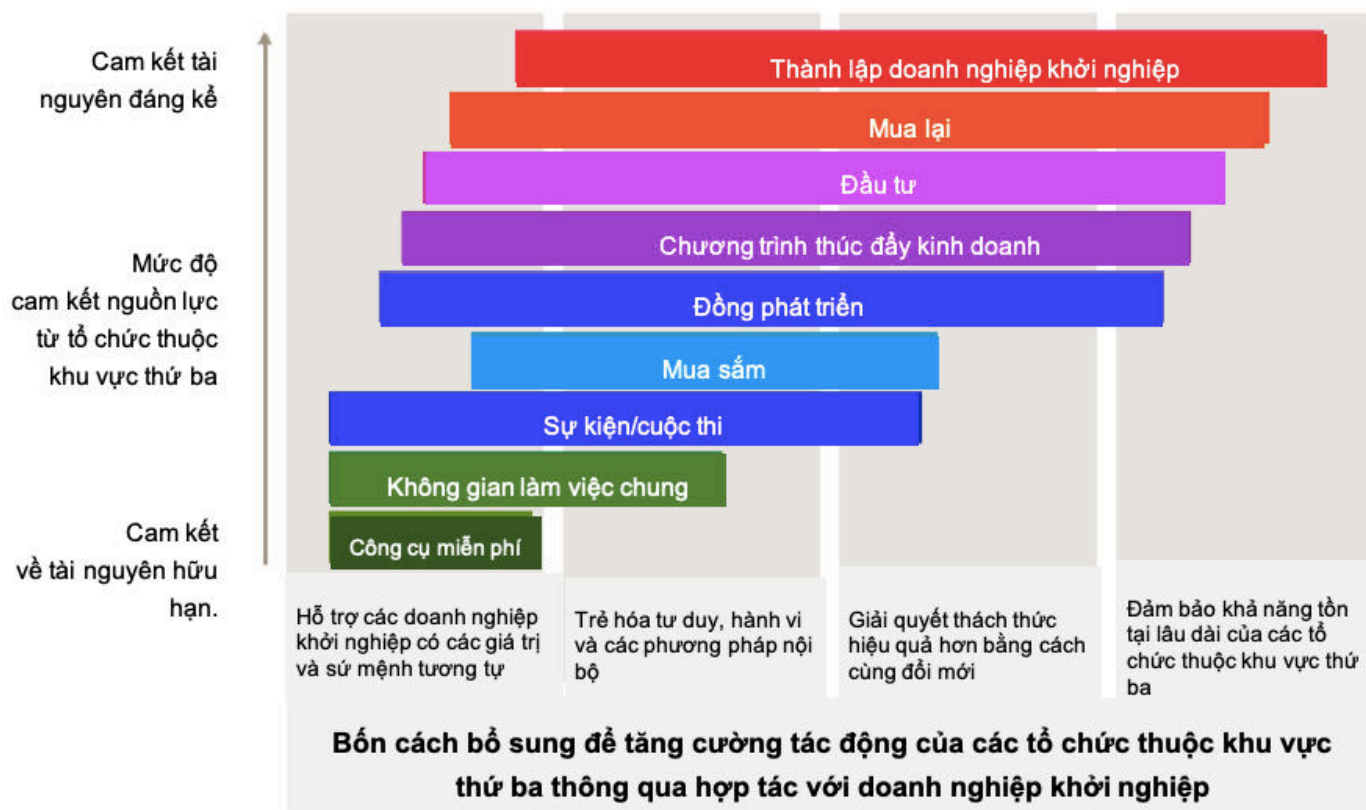 Cam kết tài
nguyên đáng kể
Mức độ
cam kết nguồn lực
từ tổ chức thuộc
khu vực thứ ba
Cam kết
về tài nguyên hữu
hạn.
Thành lập doanh nghiệp khởi nghiệp
Mua lại
Đầu tư
Chương trình thúc đẩy kinh doanh
Đồng phát triển
Mua sắm
Sự kiện/cuộc thi
Không gian làm việc chung
Công cụ miễn phí
Hỗ trợ các doanh nghiệp
khởi nghiệp có các giá trị
và sứ mệnh tương tự
Trẻ hóa tư duy, hành vi
và các phương pháp nội
bộ
Giải quyết thách thức
hiệu quả hơn bằng cách
cùng đổi mới
Đảm bảo khả năng tồn
tại lâu dài của các tổ
chức thuộc khu vực thứ
ba
Bốn cách bổ sung để tăng cường tác động của các tổ chức thuộc khu vực
thứ ba thông qua hợp tác với doanh nghiệp khởi nghiệp